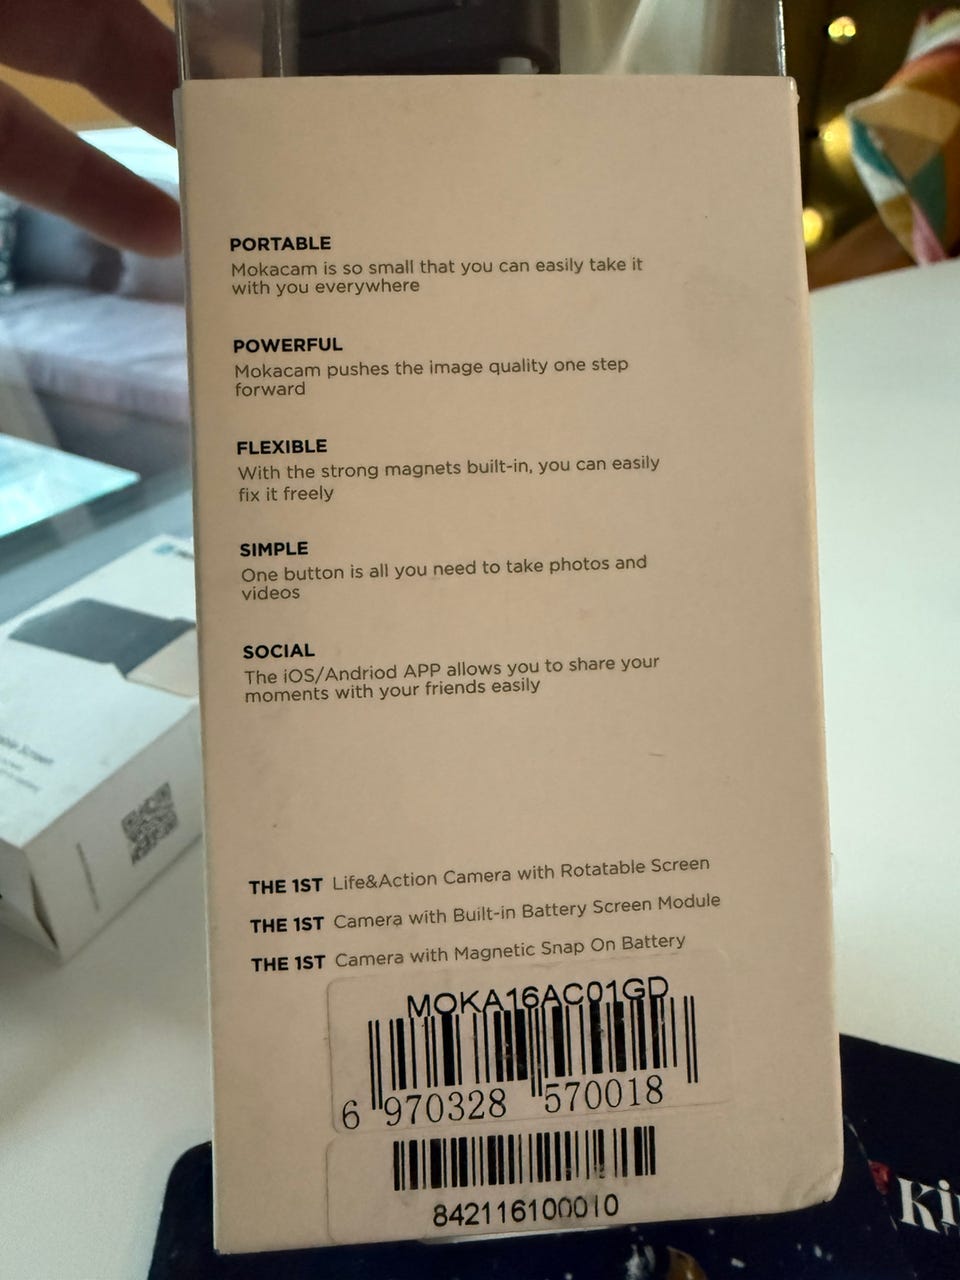 PORTABLE
Mokacam is so small that you can easily take it
with you everywhere
POWERFUL
Mokacam pushes the image quality one step
forward
FLEXIBLE
With the strong magnets built-in, you can easily
fix it freely
SIMPLE
One button is all you need to take photos and
videos
SOCIAL
The iOS/Andriod APP allows you to share your
moments with your friends easily
THE 1ST Life&Action Camera with Rotatable Screen
THE 1ST Camera with Built-in Battery Screen Module
THE 1ST Camera with Magnetic Snap On Battery
MOKA16AC01GD
6 970328 570018
842116100010
Ki